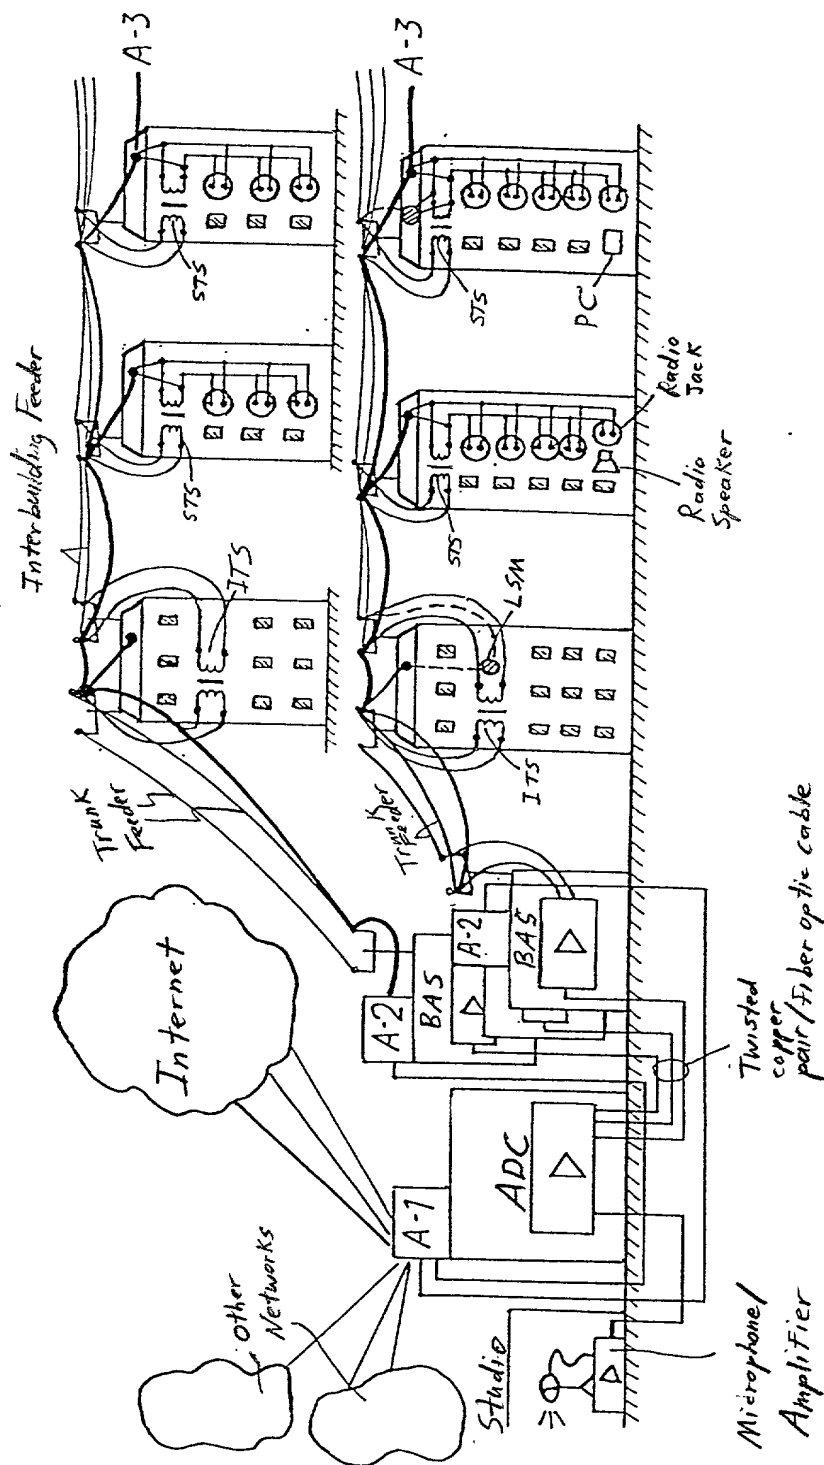 Other
Networks
Internet
A-1
ADC
Studio
Microphone/
Amplifier
A-2
BAS
A-2
BAS
Twisted
copper
pair/fiber optic cable
Trunk
Feeder
Trunk
Feeder
Interbuilding Feeder
ITS
STS
STS
A-3
ITS
LSM
STS
Radio
Speaker
Radio
Jack
STS
PC
A-3